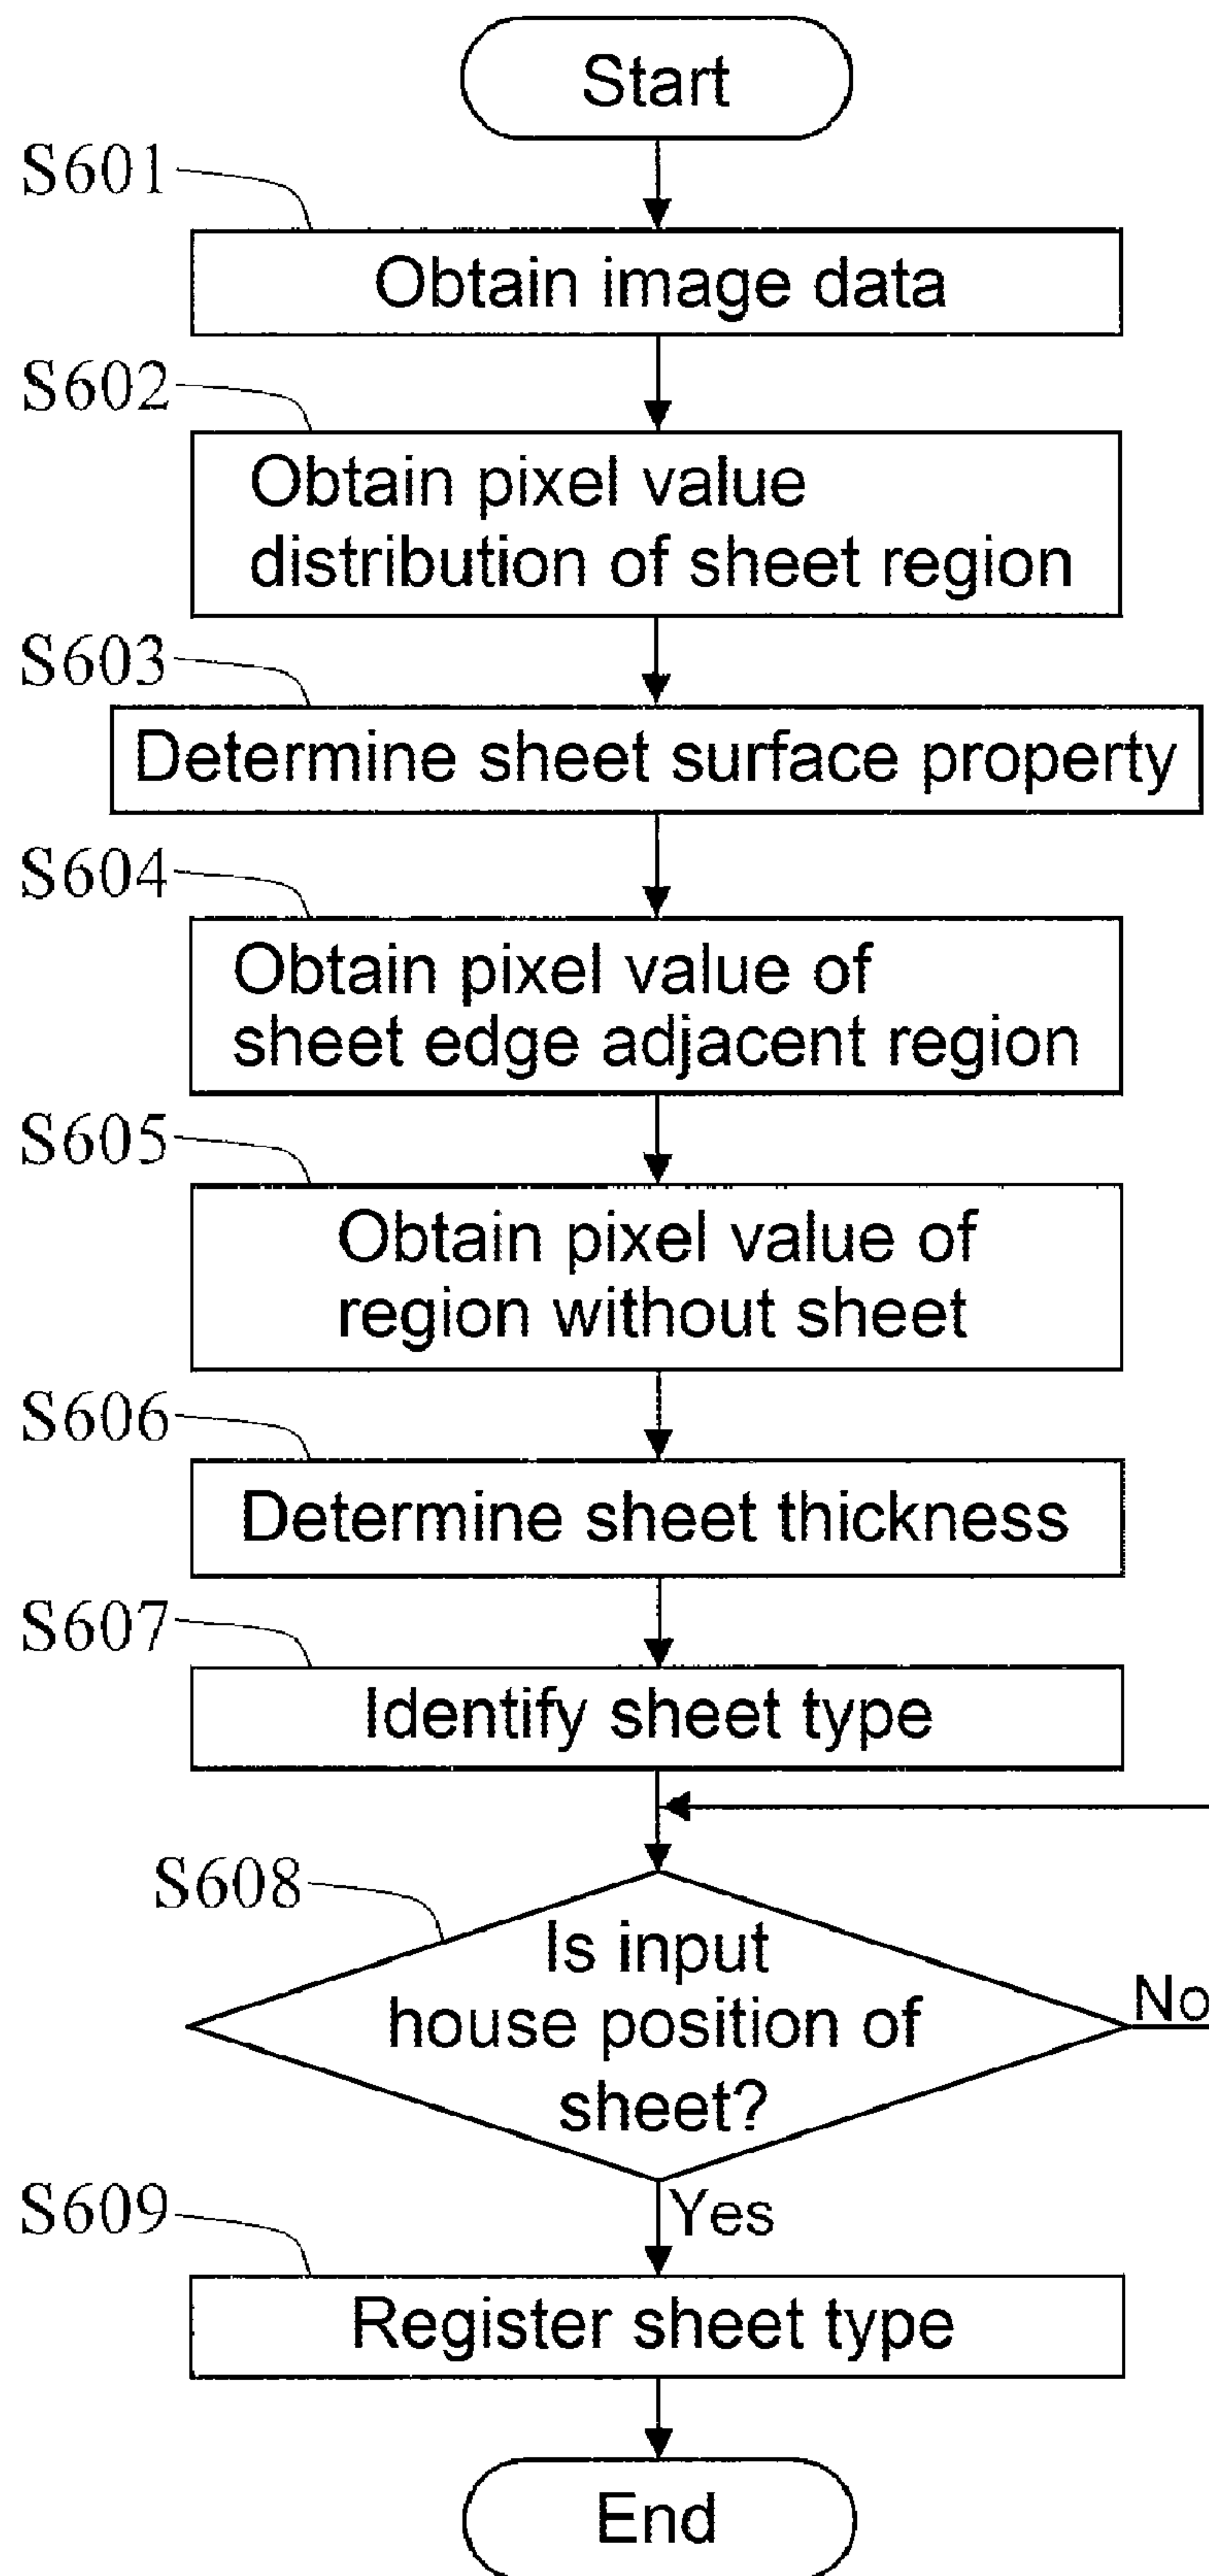 Start
S601
Obtain image data
S602
Obtain pixel value
distribution of sheet region
S603
Determine sheet surface property
S604
Obtain pixel value of
sheet edge adjacent region
S605
Obtain pixel value of
region without sheet
S606
Determine sheet thickness
S607
Identify sheet type
S608
Is input
house position of
sheet?
No
Yes
S609
Register sheet type
End